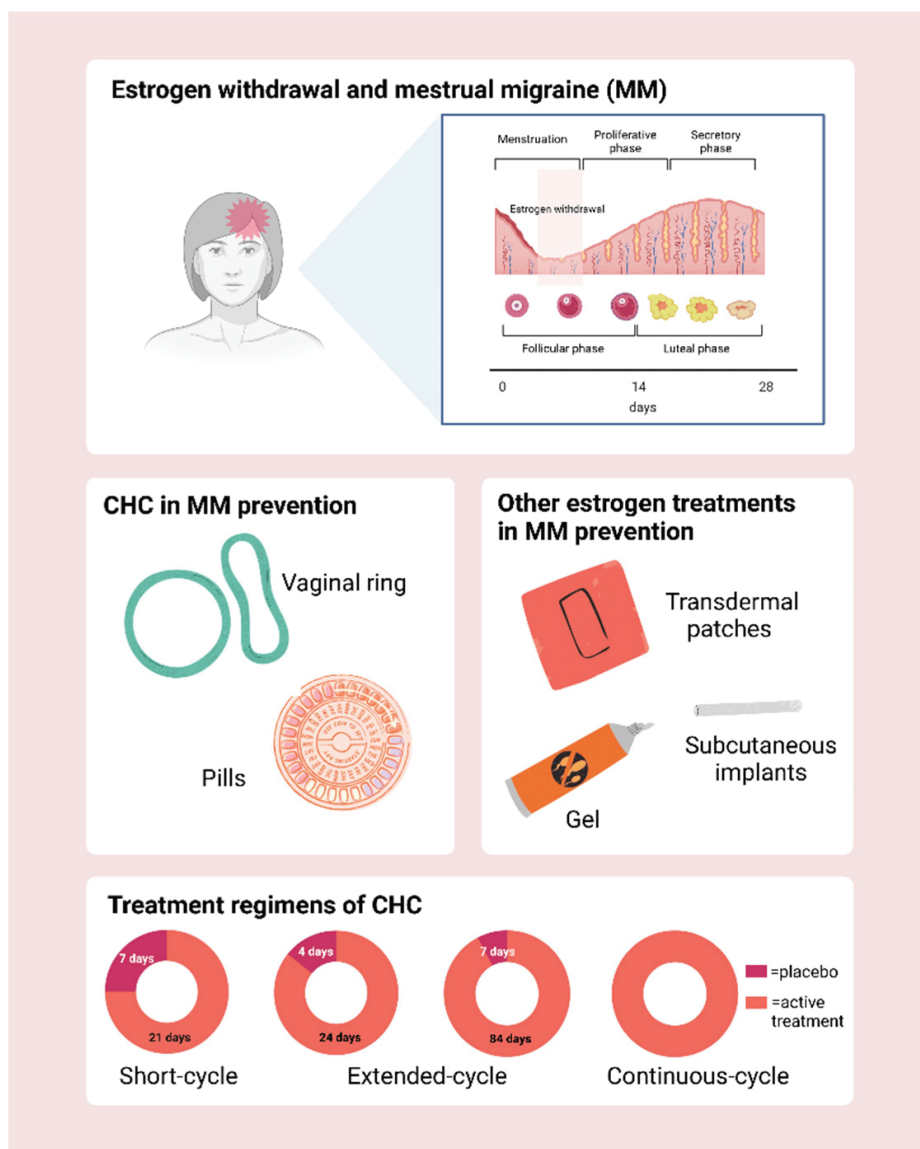 Estrogen withdrawal and mestrual migraine (MM)
Menstruation
Proliferative
phase
Secretory
phase
Estrogen withdrawal
Follicular phase
Luteal phase
0
14
28
days
CHC in MM prevention
Vaginal ring
Pills
Other estrogen treatments
in MM prevention
Transdermal
patches
Subcutaneous
implants
Gel
Treatment regimens of CHC
7 days
21 days
4 days
24 days
7 days
84 days
=placebo
=active
treatment
Short-cycle
Extended-cycle
Continuous-cycle